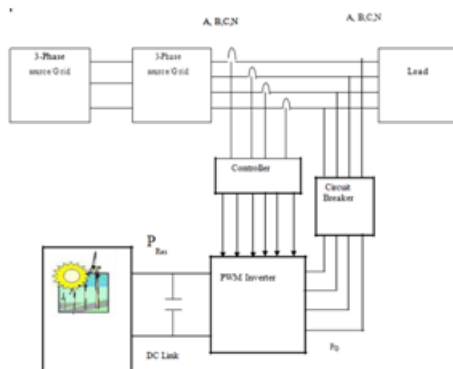 A, B,C,N
A, B,C,N
3-Phase
source/Grid
3-Phase
source/Grid
Load
Controller
Circuit
Breaker
P
Res
PWM Inverter
DC Link